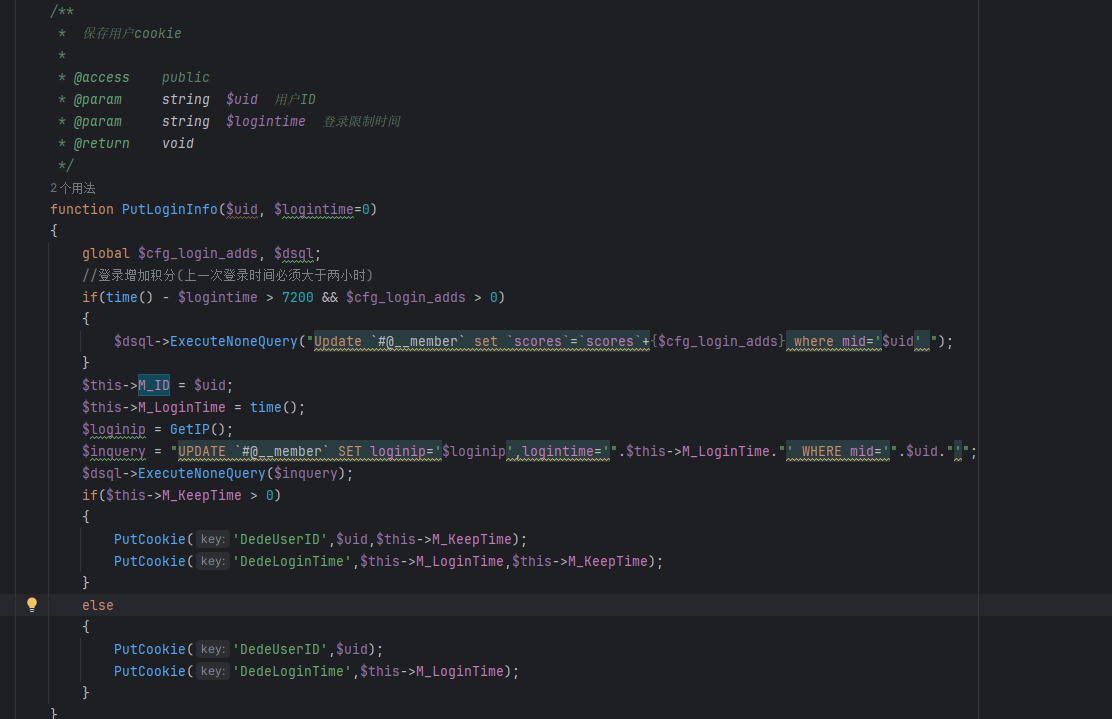 /**
 *  保存用户cookie
 *
 * @access    public
 * @param     string  $uid  用户ID
 * @param     string  $logintime  登录限制时间
 * @return    void
 */
2个用法
function PutLoginInfo($uid, $logintime=0)
{
    global $cfg_login_adds, $dsql;
    //登录增加积分(上一次登录时间必须大于两小时)
    if(time() - $logintime > 7200 && $cfg_login_adds > 0)
    {
        $dsql->ExecuteNoneQuery("Update `#@__member` set `scores`=`scores`+{$cfg_login_adds} where mid='$uid' ");
    }
    $this->M_ID = $uid;
    $this->M_LoginTime = time();
    $loginip = GetIP();
    $inquery = "UPDATE `#@__member` SET loginip='$loginip',logintime='".$this->M_LoginTime."' WHERE mid='".$uid."'";
    $dsql->ExecuteNoneQuery($inquery);
    if($this->M_KeepTime > 0)
    {
        PutCookie( key: 'DedeUserID',$uid,$this->M_KeepTime);
        PutCookie( key: 'DedeLoginTime',$this->M_LoginTime,$this->M_KeepTime);
    }
    else
    {
        PutCookie( key: 'DedeUserID',$uid);
        PutCookie( key: 'DedeLoginTime',$this->M_LoginTime);
    }
}